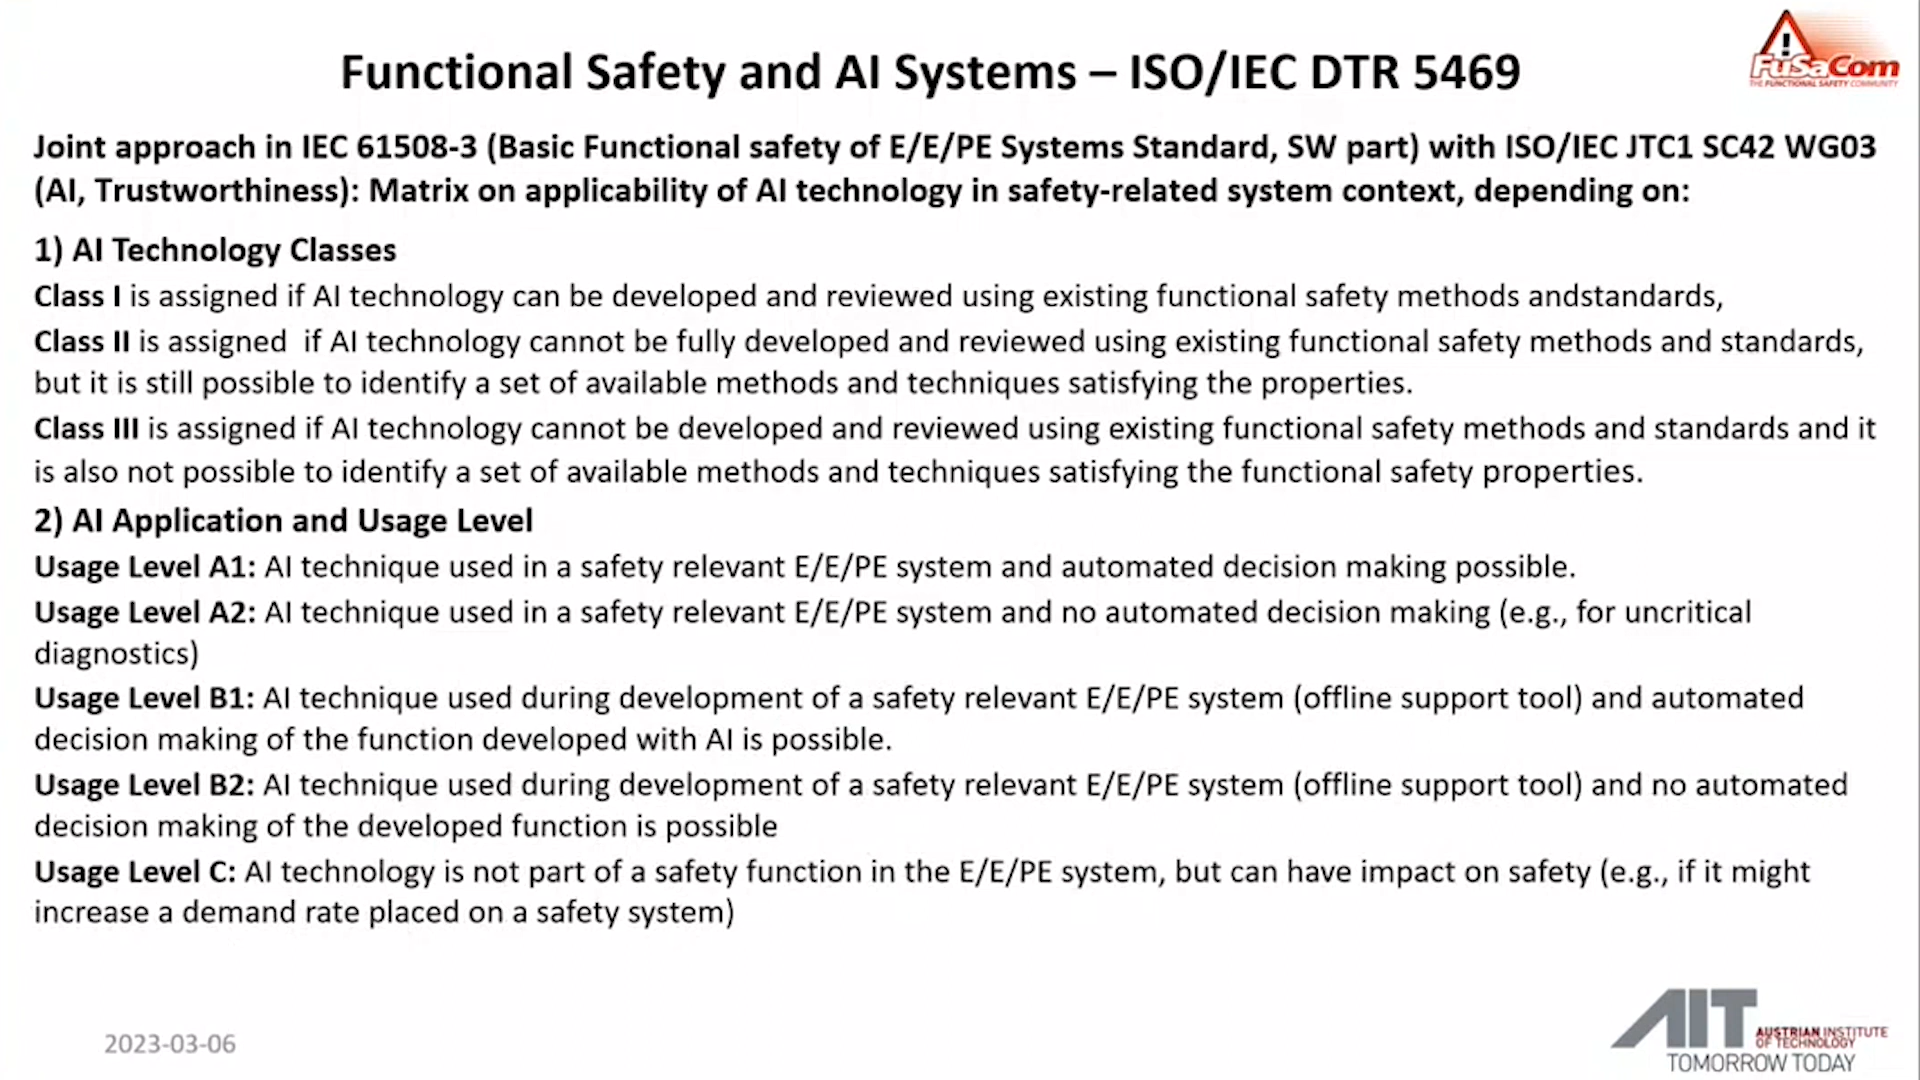 Functional Safety and AI Systems – ISO/IEC DTR 5469
FuSaCom
THE FUNCTIONAL SAFETY COMMUNITY
Joint approach in IEC 61508-3 (Basic Functional safety of E/E/PE Systems Standard, SW part) with ISO/IEC JTC1 SC42 WG03
(AI, Trustworthiness): Matrix on applicability of AI technology in safety-related system context, depending on:
1) AI Technology Classes
Class I is assigned if AI technology can be developed and reviewed using existing functional safety methods andstandards,
Class II is assigned  if AI technology cannot be fully developed and reviewed using existing functional safety methods and standards,
but it is still possible to identify a set of available methods and techniques satisfying the properties.
Class III is assigned if AI technology cannot be developed and reviewed using existing functional safety methods and standards and it
is also not possible to identify a set of available methods and techniques satisfying the functional safety properties.
2) AI Application and Usage Level
Usage Level A1: AI technique used in a safety relevant E/E/PE system and automated decision making possible.
Usage Level A2: AI technique used in a safety relevant E/E/PE system and no automated decision making (e.g., for uncritical
diagnostics)
Usage Level B1: AI technique used during development of a safety relevant E/E/PE system (offline support tool) and automated
decision making of the function developed with AI is possible.
Usage Level B2: AI technique used during development of a safety relevant E/E/PE system (offline support tool) and no automated
decision making of the developed function is possible
Usage Level C: AI technology is not part of a safety function in the E/E/PE system, but can have impact on safety (e.g., if it might
increase a demand rate placed on a safety system)
2023-03-06
AIT
AUSTRIAN INSTITUTE
OF TECHNOLOGY
TOMORROW TODAY